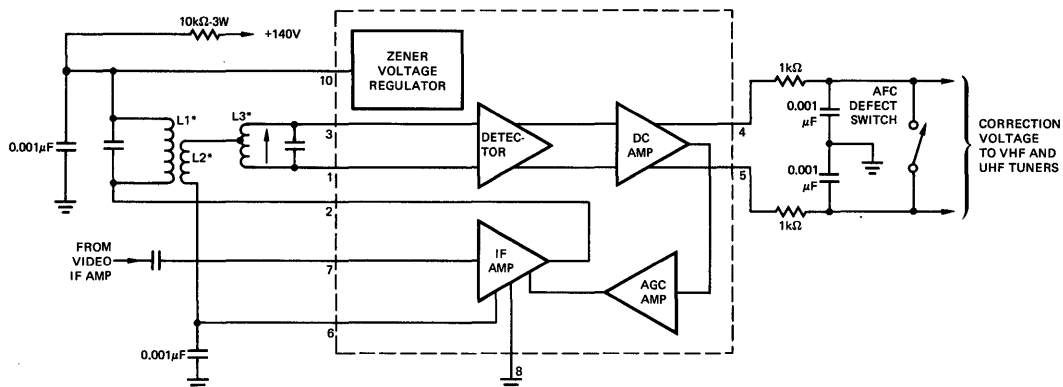 10kΩ-3W
+140V
ZENER
VOLTAGE
REGULATOR
10
1kΩ
AFC
DEFECT
SWITCH
0.001
μF
L1*
L3*
L2*
0.001μF
3
DETEC-
TOR
DC
AMP
4
CORRECTION
VOLTAGE
TO VHF AND
UHF TUNERS
1
5
0.001
μF
2
1kΩ
FROM
VIDEO
IF AMP
7
IF
AMP
AGC
AMP
6
0.001μF
8